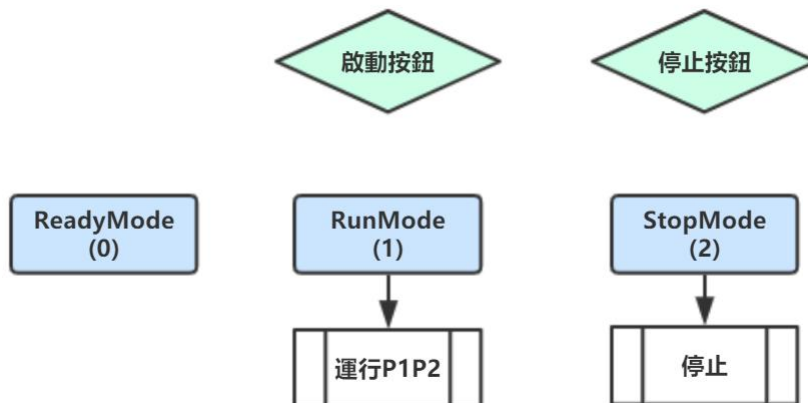 啟動按鈕
停止按鈕
ReadyMode
(0)
RunMode
(1)
StopMode
(2)
運行P1P2
停止